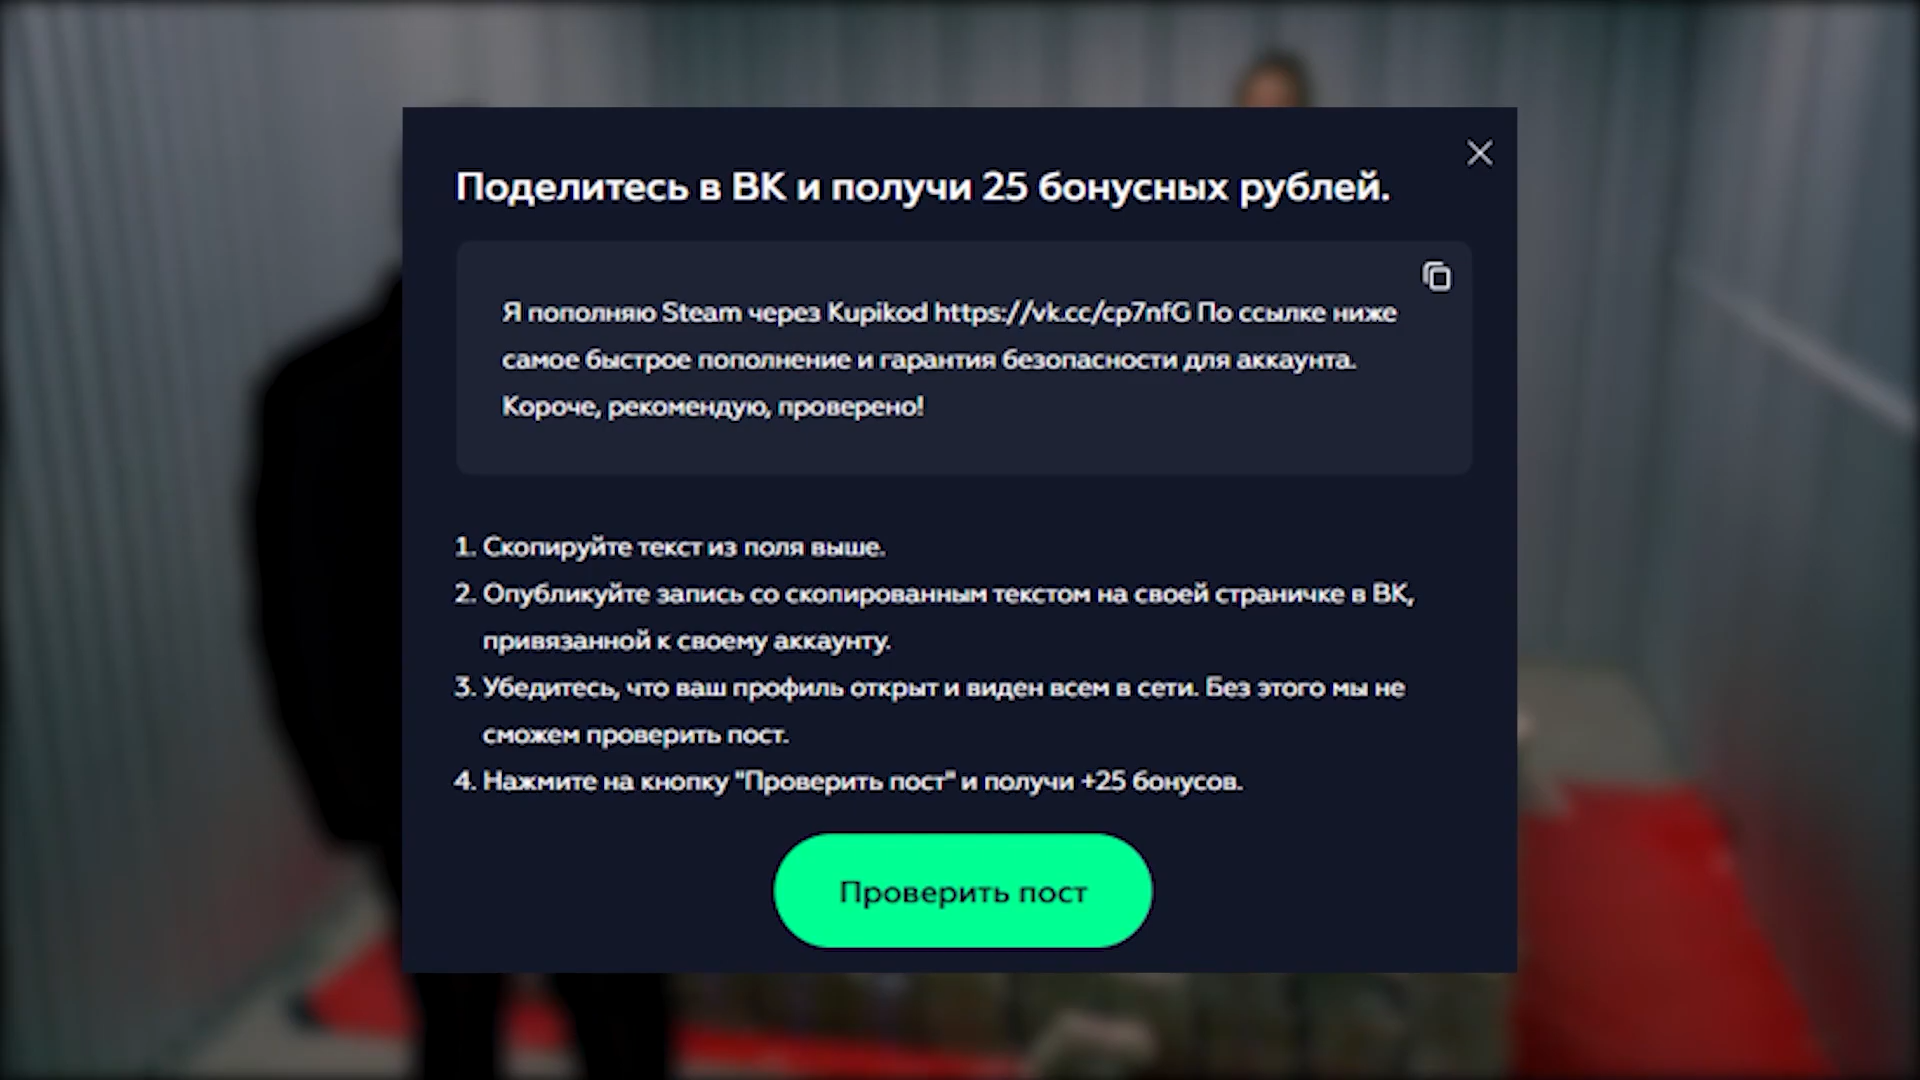 Поделитесь в ВК и получи 25 бонусных рублей.
Я пополняю Steam через Kupikod https://vk.cc/cp7nfG По ссылке ниже
самое быстрое пополнение и гарантия безопасности для аккаунта.
Короче, рекомендую, проверено!
1. Скопируйте текст из поля выше.
2. Опубликуйте запись со скопированным текстом на своей страничке в ВК,
привязанной к своему аккаунту.
3. Убедитесь, что ваш профиль открыт и виден всем в сети. Без этого мы не
сможем проверить пост.
4. Нажмите на кнопку "Проверить пост" и получи +25 бонусов.
Проверить пост